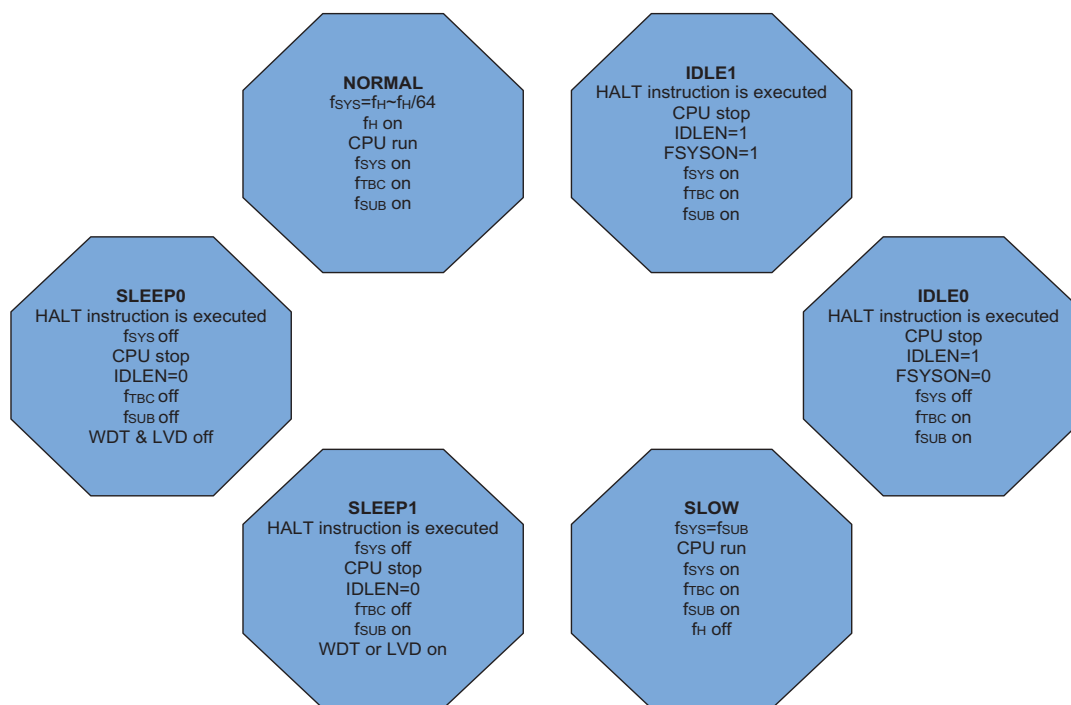 NORMAL
fSYS=fH~fH/64
fH on
CPU run
fSYS on
fTBC on
fSUB on
IDLE1
HALT instruction is executed
CPU stop
IDLEN=1
FSYSON=1
fSYS on
fTBC on
fSUB on
SLEEP0
HALT instruction is executed
fSYS off
CPU stop
IDLEN=0
fTBC off
fSUB off
WDT & LVD off
IDLE0
HALT instruction is executed
CPU stop
IDLEN=1
FSYSON=0
fSYS off
fTBC on
fSUB on
SLEEP1
HALT instruction is executed
fSYS off
CPU stop
IDLEN=0
fTBC off
fSUB on
WDT or LVD on
SLOW
fSYS=fSUB
CPU run
fSYS on
fTBC on
fSUB on
fH off